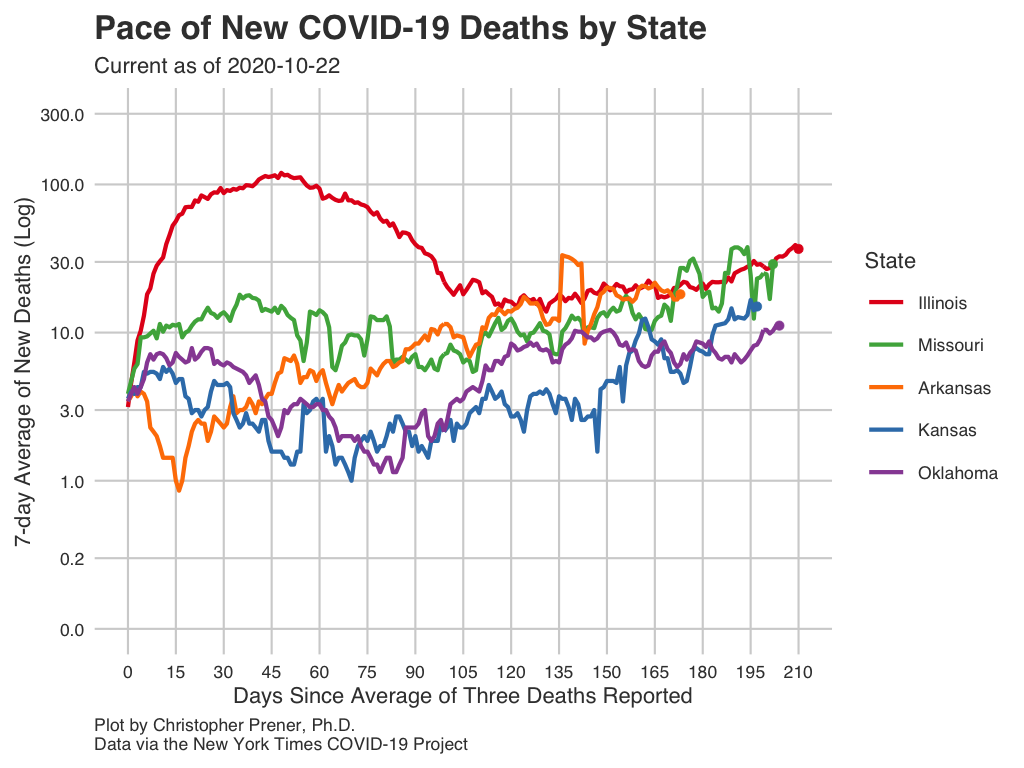 Pace of New COVID-19 Deaths by State
Current as of 2020-10-22
7-day Average of New Deaths (Log)
300.0
100.0
30.0
10.0
3.0
1.0
0.2
0.0
0 15 30 45 60 75 90 105 120 135 150 165 180 195 210
Days Since Average of Three Deaths Reported
State
Illinois
Missouri
Arkansas
Kansas
Oklahoma
Plot by Christopher Prener, Ph.D.
Data via the New York Times COVID-19 Project